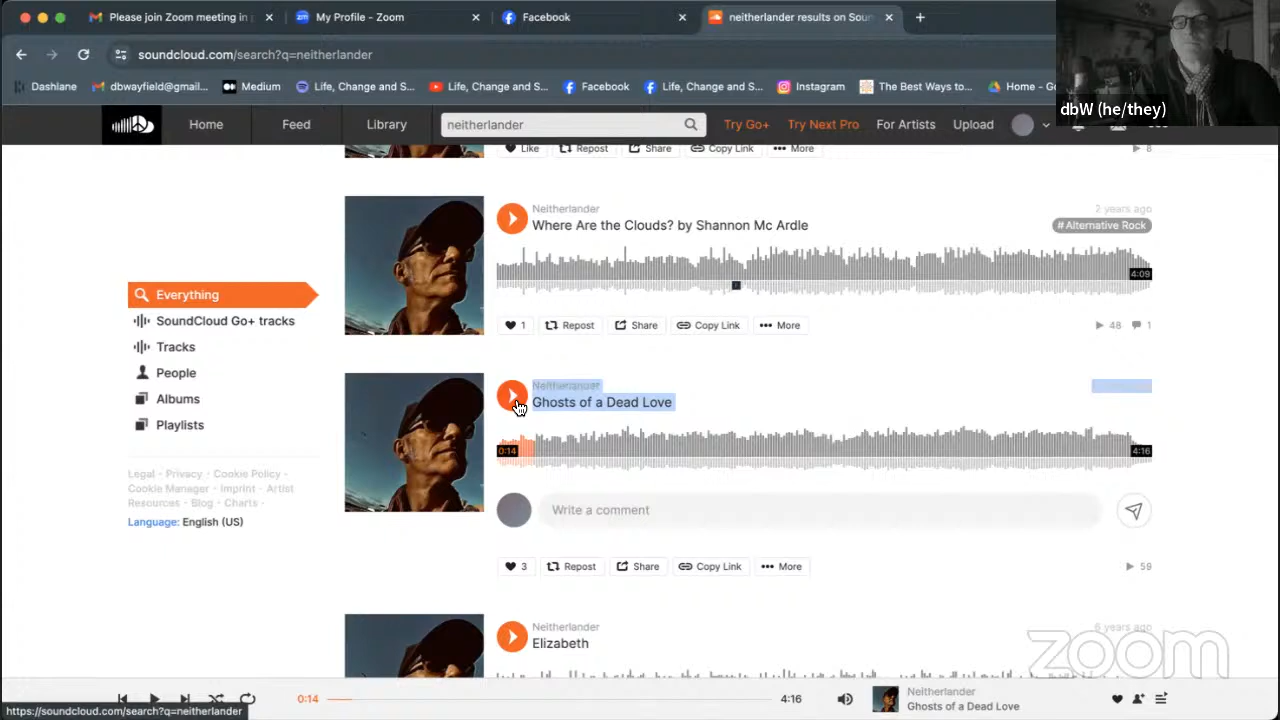 Please join Zoom meeting in
My Profile - Zoom
Facebook
neitherlander results on Soun
soundcloud.com/search?q=neitherlander
Dashlane
dbwayfield@gmail...
Medium
Life, Change and S...
Life, Change and S...
Facebook
Life, Change and S...
Instagram
The Best Ways to...
Home - Go
dbW (he/they)
Home
Feed
Library
neitherlander
Try Go+
Try Next Pro
For Artists
Upload
Like
Repost
Share
Copy Link
More
8
Neitherlander
2 years ago
Where Are the Clouds? by Shannon Mc Ardle
# Alternative Rock
4:09
1
Repost
Share
Copy Link
More
48
1
Everything
SoundCloud Go+ tracks
Tracks
People
Albums
Playlists
Legal - Privacy - Cookie Policy -
Cookie Manager - Imprint - Artist
Resources - Blog - Charts -
Language: English (US)
Neitherlander
Ghosts of a Dead Love
0:14
4:16
Write a comment
3
Repost
Share
Copy Link
More
59
Neitherlander
6 years ago
Elizabeth
zoom
0:14
4:16
Neitherlander
Ghosts of a Dead Love
https://soundcloud.com/search?q=neitherlander